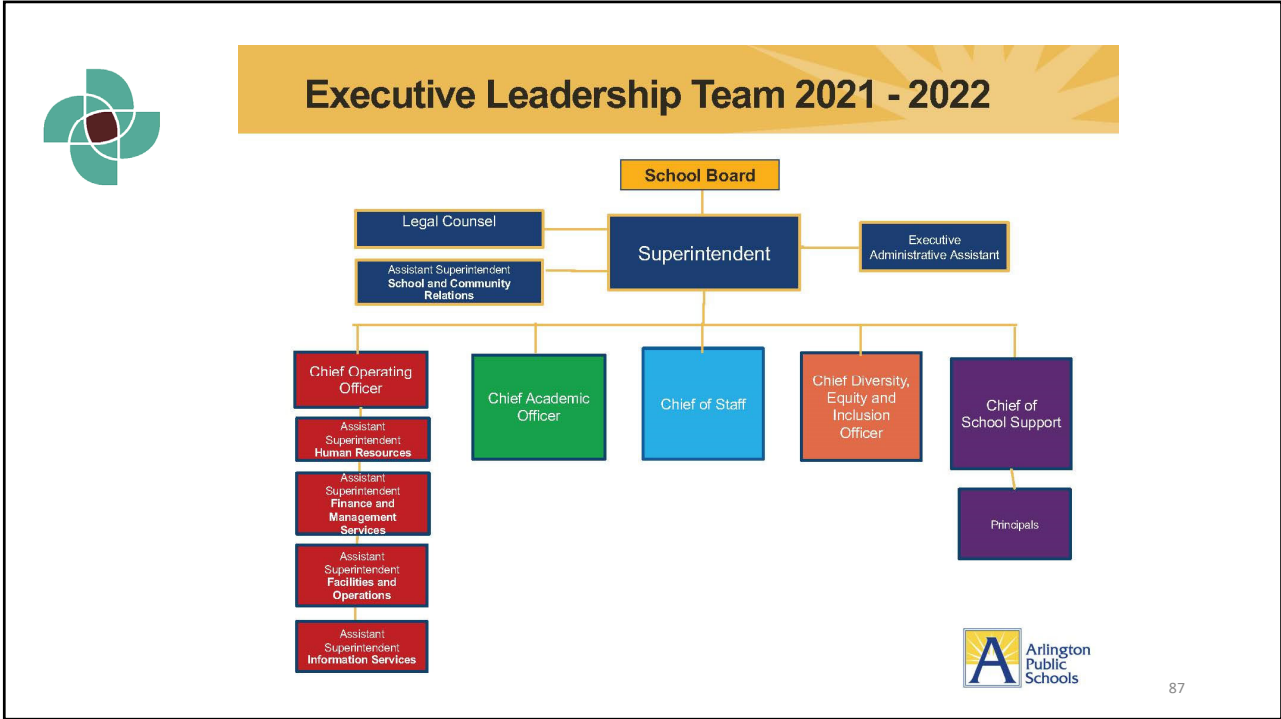 Executive Leadership Team 2021 - 2022
School Board
Legal Counsel
Superintendent
Executive
Administrative Assistant
Assistant Superintendent
School and Community
Relations
Chief Operating
Officer
Chief Academic
Officer
Chief of Staff
Chief Diversity,
Equity and
Inclusion
Officer
Chief of
School Support
Assistant
Superintendent
Human Resources
Assistant
Superintendent
Finance and
Management
Services
Principals
Assistant
Superintendent
Facilities and
Operations
Assistant
Superintendent
Information Services
A
Arlington
Public
Schools
87